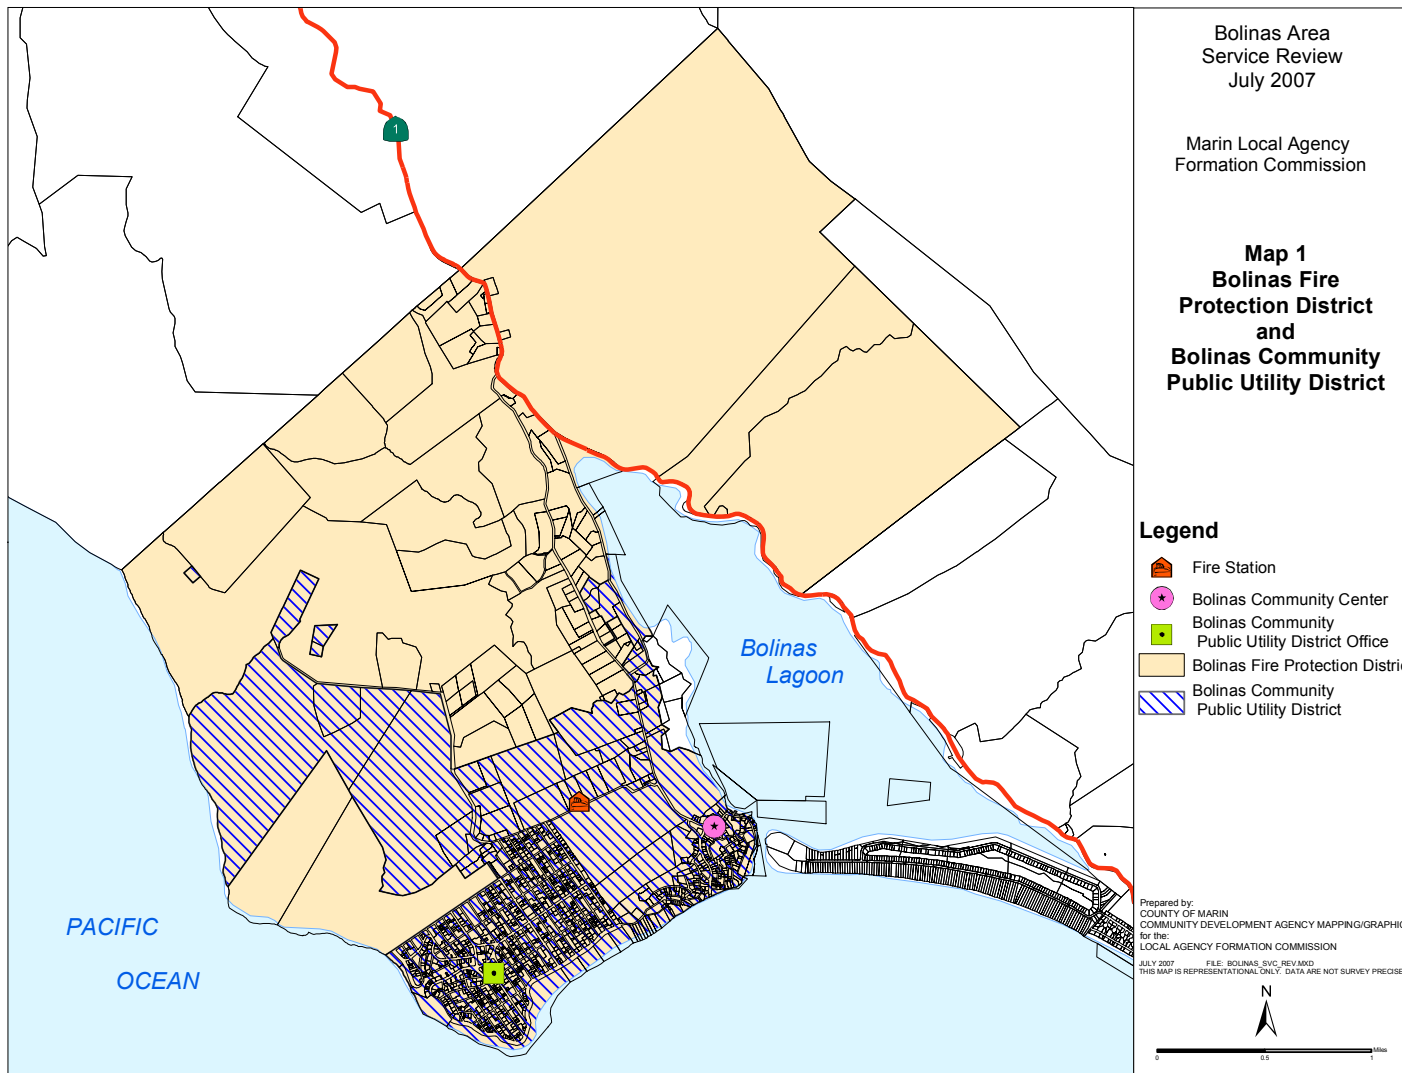 Bolinas Area
Service Review
July 2007
Marin Local Agency
Formation Commission
Map 1
Bolinas Fire
Protection District
and
Bolinas Community
Public Utility District
1
Bolinas
Lagoon
PACIFIC
OCEAN
Legend
Fire Station
Bolinas Community Center
Bolinas Community
Public Utility District Office
Bolinas Fire Protection Distric
Bolinas Community
Public Utility District
Prepared by:
COUNTY OF MARIN
COMMUNITY DEVELOPMENT AGENCY MAPPING/GRAPHIC
for the:
LOCAL AGENCY FORMATION COMMISSION
JULY 2007 FILE: BOLINAS_SVC_REV.MXD
THIS MAP IS REPRESENTATIONAL ONLY. DATA ARE NOT SURVEY PRECISE
N
Miles
0 0.5 1